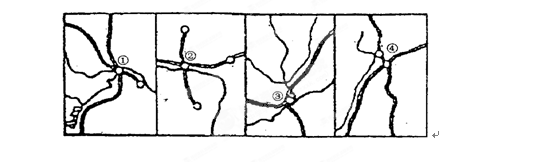 ① ② ③ ④